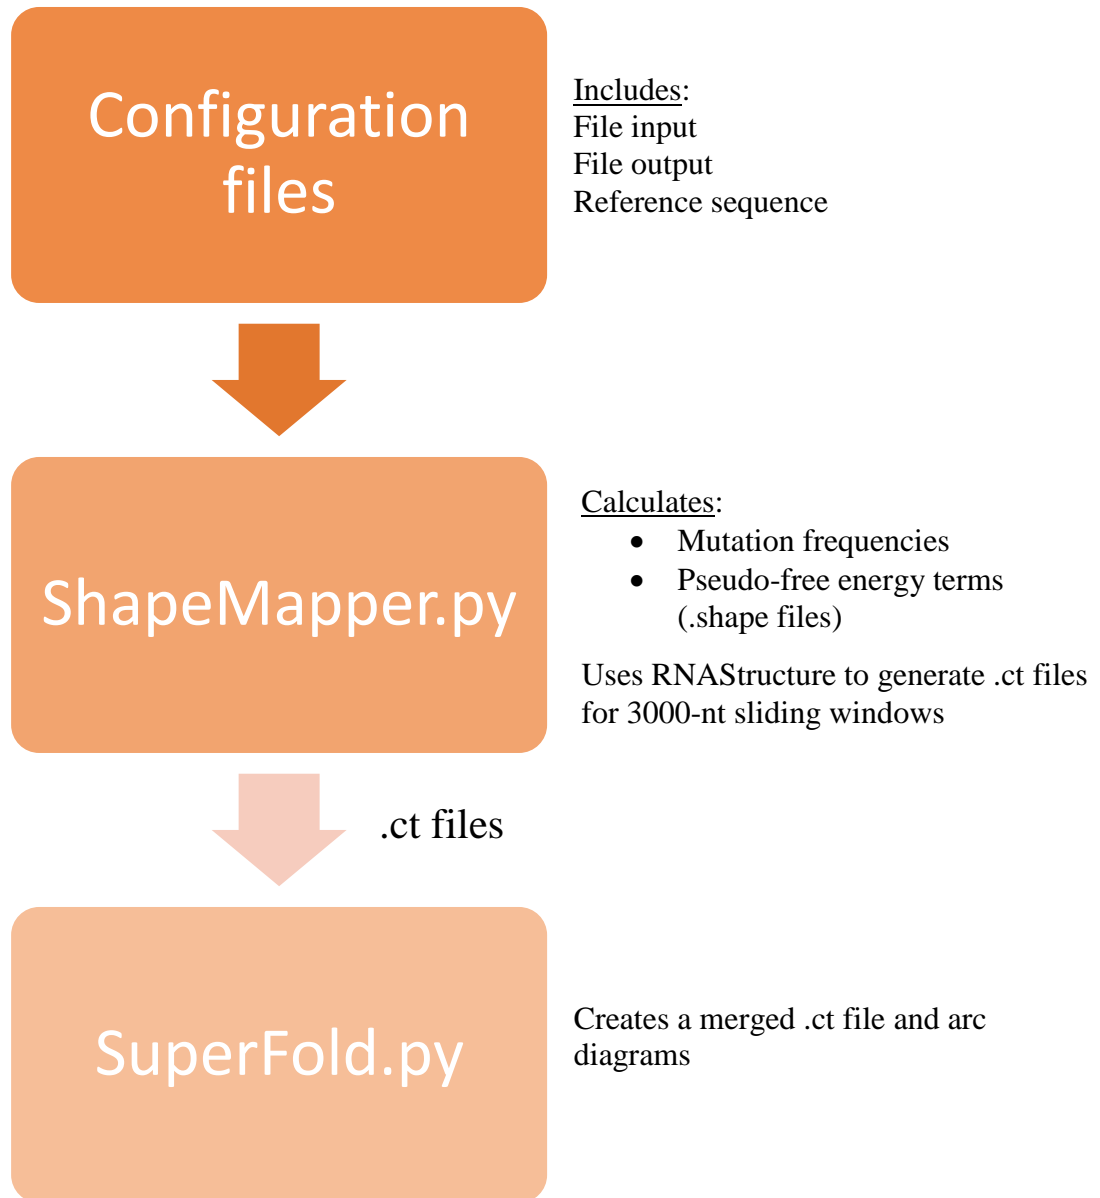 Configuration
files
Includes:
File input
File output
Reference sequence
ShapeMapper.py
Calculates:
• Mutation frequencies
• Pseudo-free energy terms
(.shape files)
Uses RNAStructure to generate .ct files
for 3000-nt sliding windows
.ct files
SuperFold.py
Creates a merged .ct file and arc
diagrams